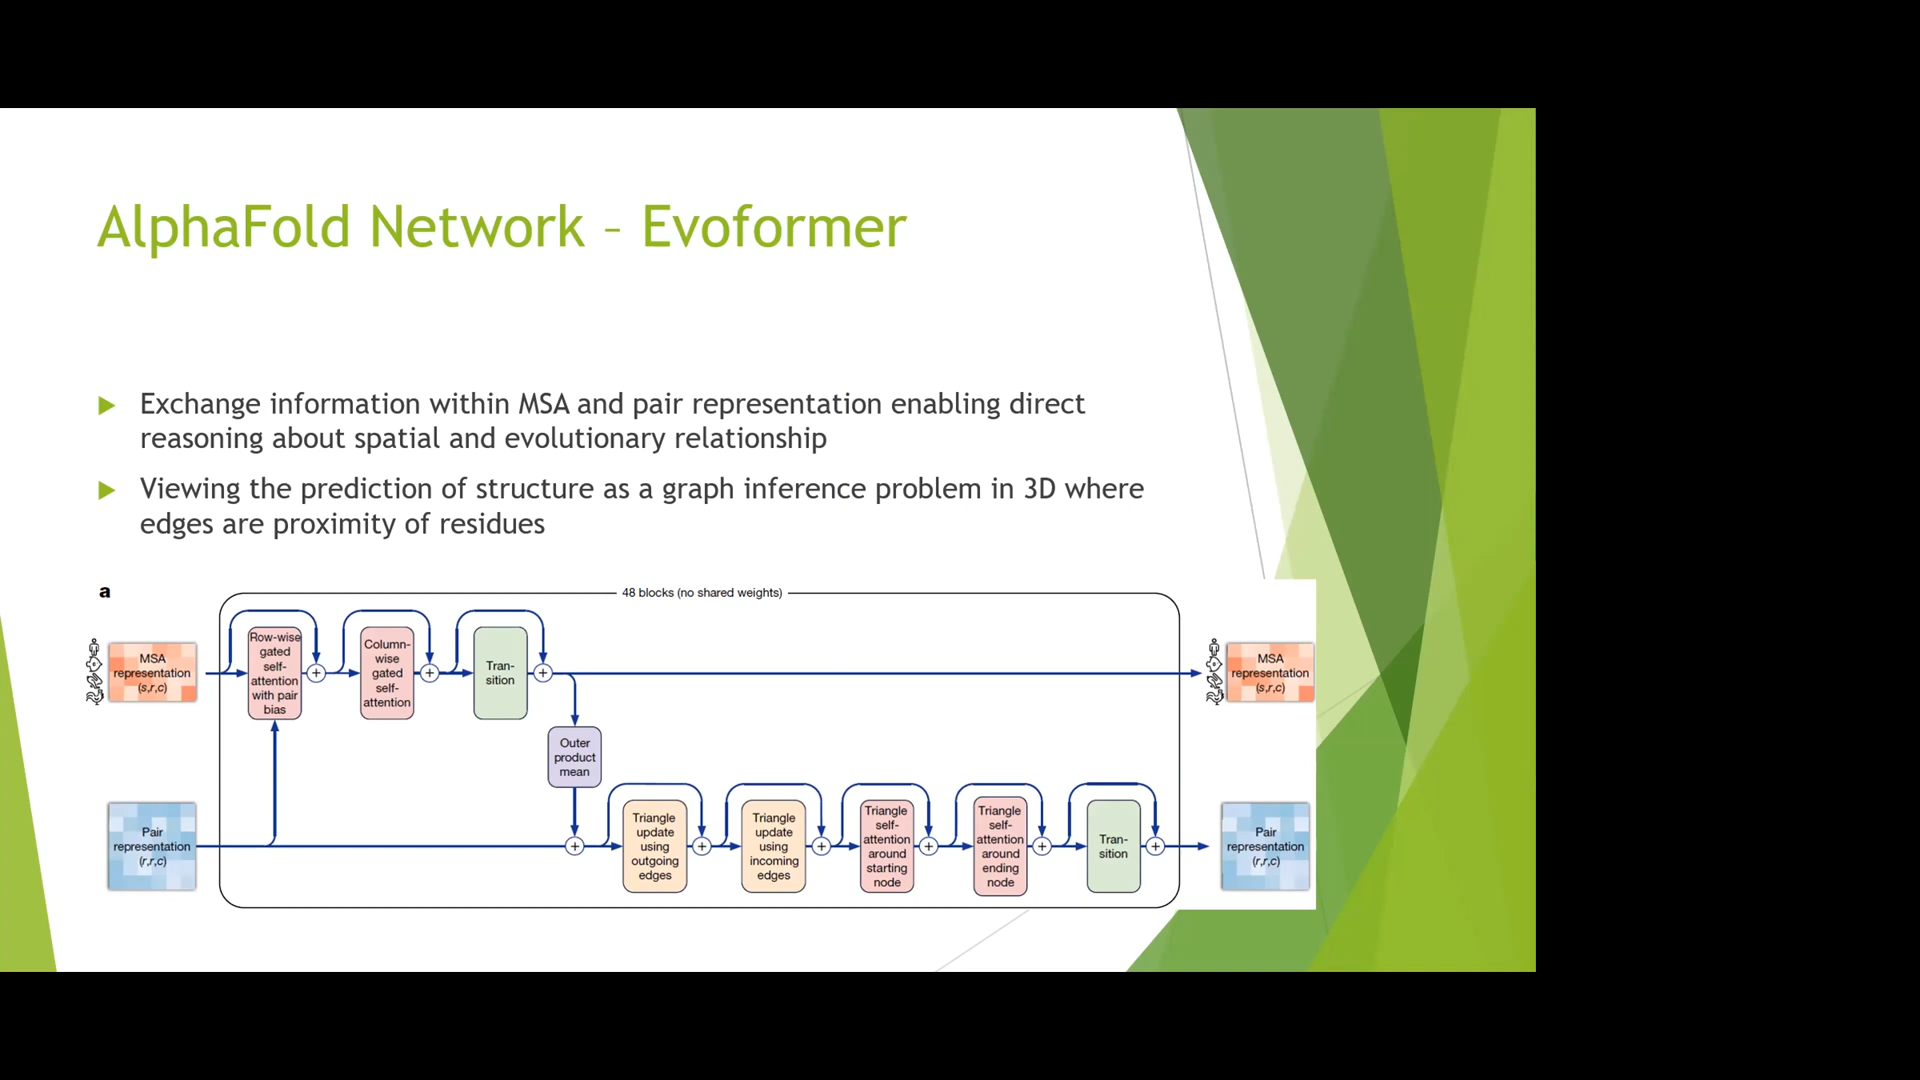 AlphaFold Network – Evoformer
Exchange information within MSA and pair representation enabling direct
reasoning about spatial and evolutionary relationship
Viewing the prediction of structure as a graph inference problem in 3D where
edges are proximity of residues
a
48 blocks (no shared weights)
MSA
representation
(s,r,c)
Row-wise
gated
self-
attention
with pair
bias
Column-
wise
gated
self-
attention
Tran-
sition
+
+
+
MSA
representation
(s,r,c)
Outer
product
mean
Pair
representation
(r,r,c)
+
Triangle
update
using
outgoing
edges
+
Triangle
update
using
incoming
edges
+
Triangle
self-
attention
around
starting
node
+
Triangle
self-
attention
around
ending
node
+
Tran-
sition
+
Pair
representation
(r,r,c)